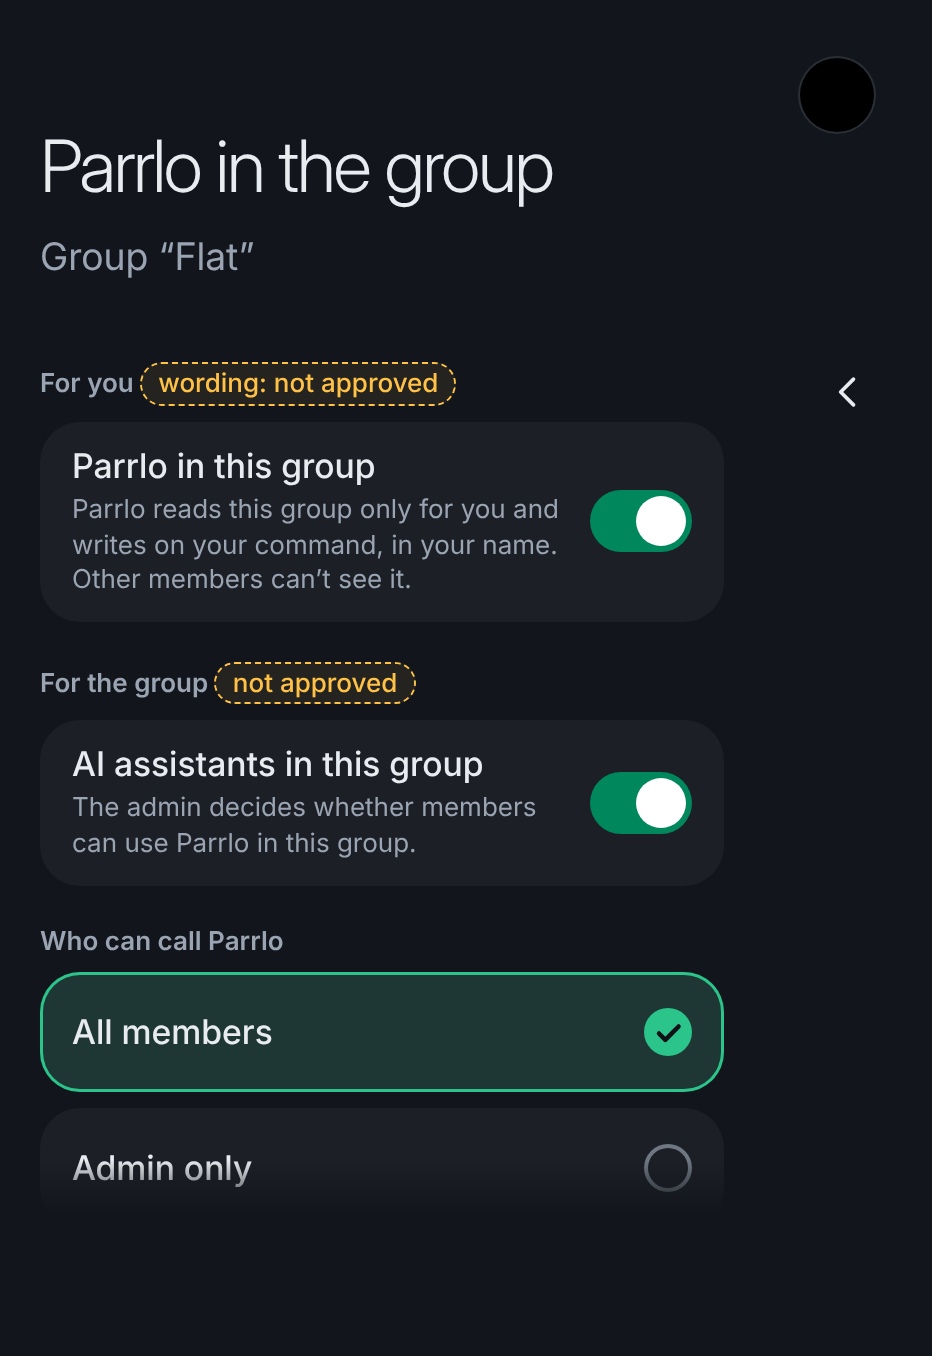 Parrlo in the group
Group “Flat”
For you wording: not approved
Parrlo in this group
Parrlo reads this group only for you and
writes on your command, in your name.
Other members can’t see it.
For the group not approved
AI assistants in this group
The admin decides whether members
can use Parrlo in this group.
Who can call Parrlo
All members
Admin only